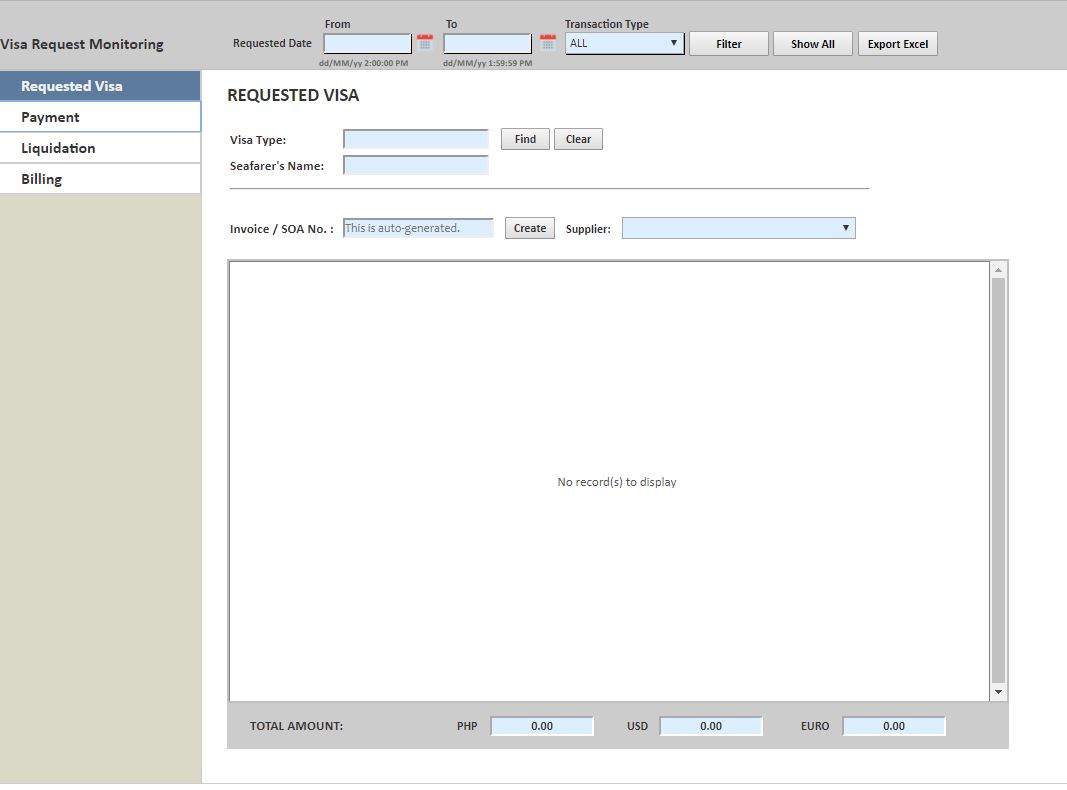 Visa Request Monitoring
Requested Date
From
To
Transaction Type
ALL
Filter
Show All
Export Excel
dd/MM/yy 2:00:00 PM
dd/MM/yy 1:59:59 PM
Requested Visa
Payment
Liquidation
Billing
REQUESTED VISA
Visa Type:
Find
Clear
Seafarer's Name:
Invoice / SOA No. :
This is auto-generated.
Create
Supplier:
No record(s) to display
TOTAL AMOUNT:
PHP
0.00
USD
0.00
EURO
0.00